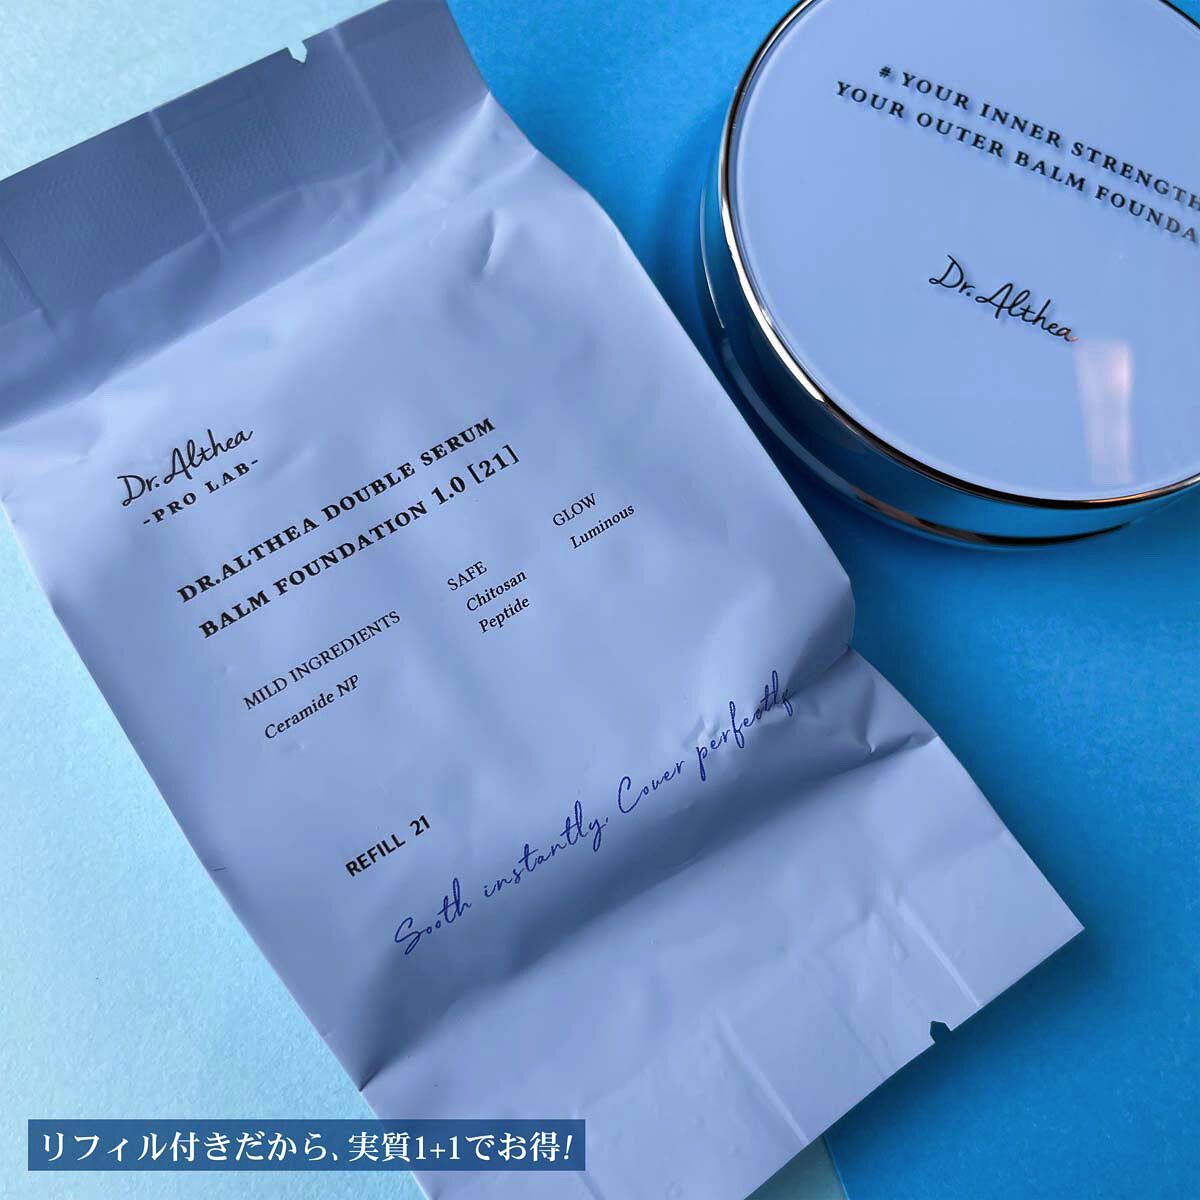 # YOUR INNER STRENGTH
YOUR OUTER BALM FOUNDA
Dr.Althea
Dr.Althea
-PRO LAB-
DR.ALTHEA DOUBLE SERUM
BALM FOUNDATION 1.0 [21]
MILD INGREDIENTS
Ceramide NP
SAFE
Chitosan
Peptide
GLOW
Luminous
REFILL 21
Sooth instantly, Cover perfectly
リフィル付きだから、実質1+1でお得!